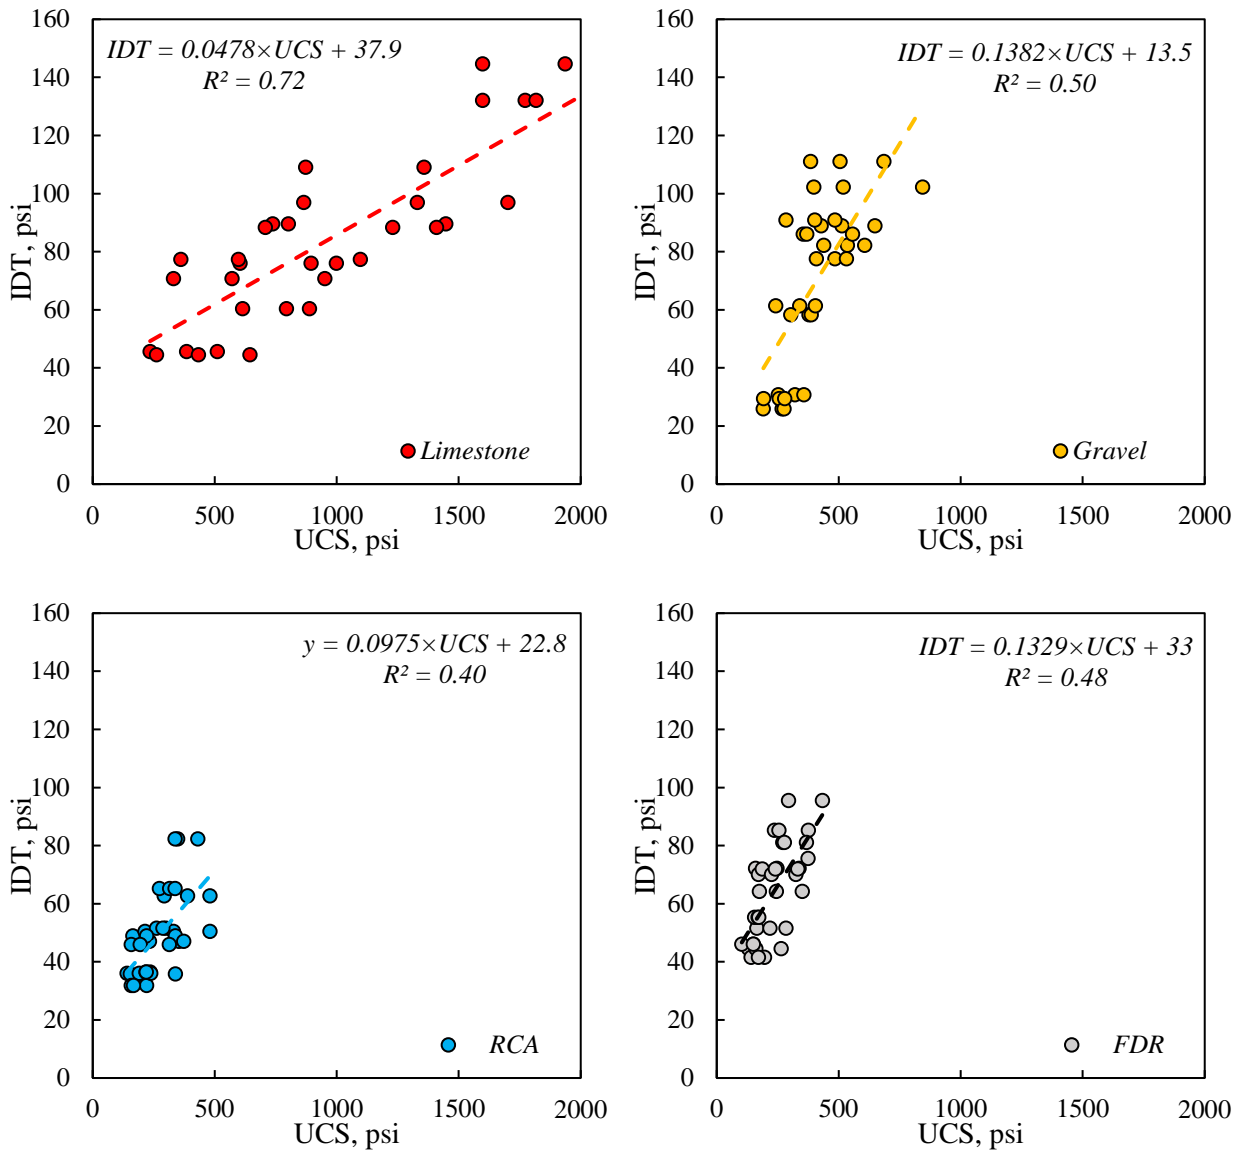 IDT = 0.0478×UCS + 37.9
R² = 0.72
160
140
120
100
80
60
40
20
0
IDT, psi
Limestone
0 500 1000 1500 2000
UCS, psi
IDT = 0.1382×UCS + 13.5
R² = 0.50
160
140
120
100
80
60
40
20
0
IDT, psi
Gravel
0 500 1000 1500 2000
UCS, psi
y = 0.0975×UCS + 22.8
R² = 0.40
160
140
120
100
80
60
40
20
0
IDT, psi
RCA
0 500 1000 1500 2000
UCS, psi
IDT = 0.1329×UCS + 33
R² = 0.48
160
140
120
100
80
60
40
20
0
IDT, psi
FDR
0 500 1000 1500 2000
UCS, psi